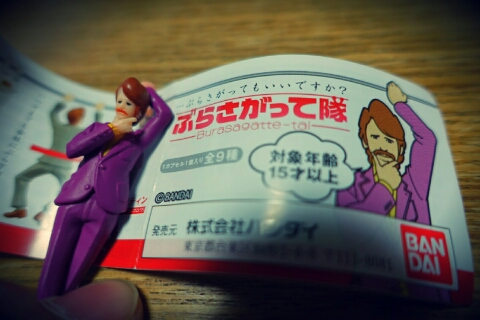 …ぶらさがってもいいですか?
ぶらさがって隊
Burasagatte-tai
全9種
対象年齢
15才以上
©BANDAI
発売元 株式会社バンダイ
BAN
DAI